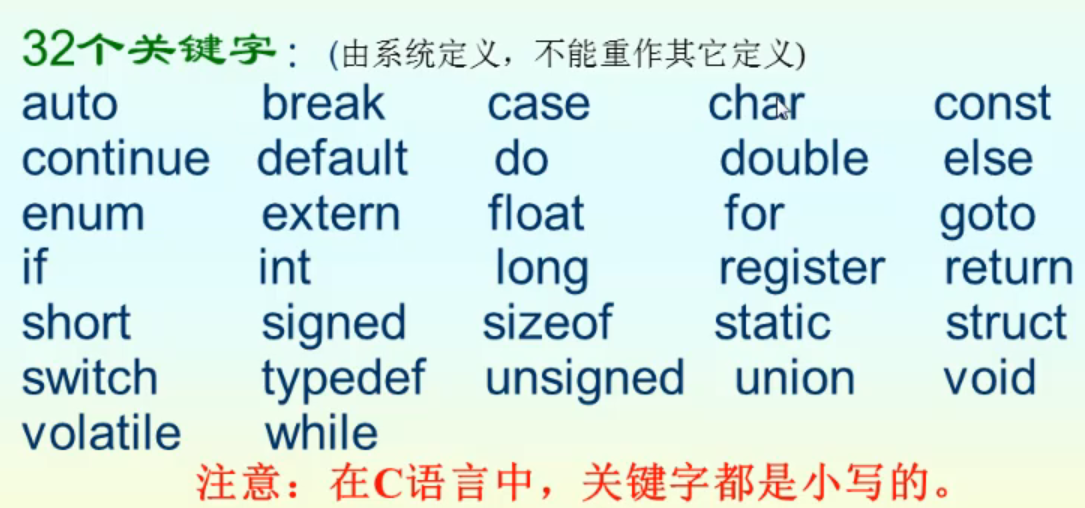 32个关键字：(由系统定义，不能重作其它定义)
auto break case char const
continue default do double else
enum extern float for goto
if int long register return
short signed sizeof static struct
switch typedef unsigned union void
volatile while
注意：在C语言中，关键字都是小写的。